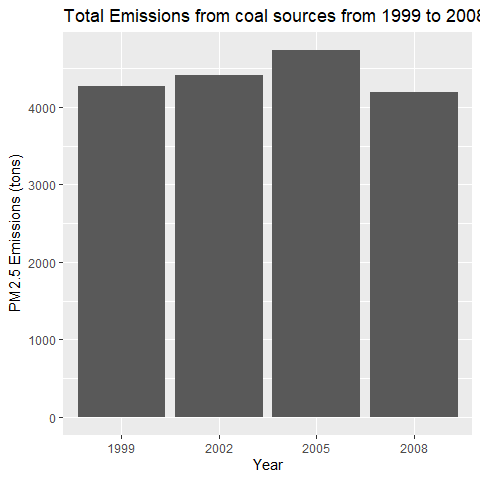 Total Emissions from coal sources from 1999 to 2008
PM2.5 Emissions (tons)
4000
3000
2000
1000
0
1999 2002 2005 2008
Year